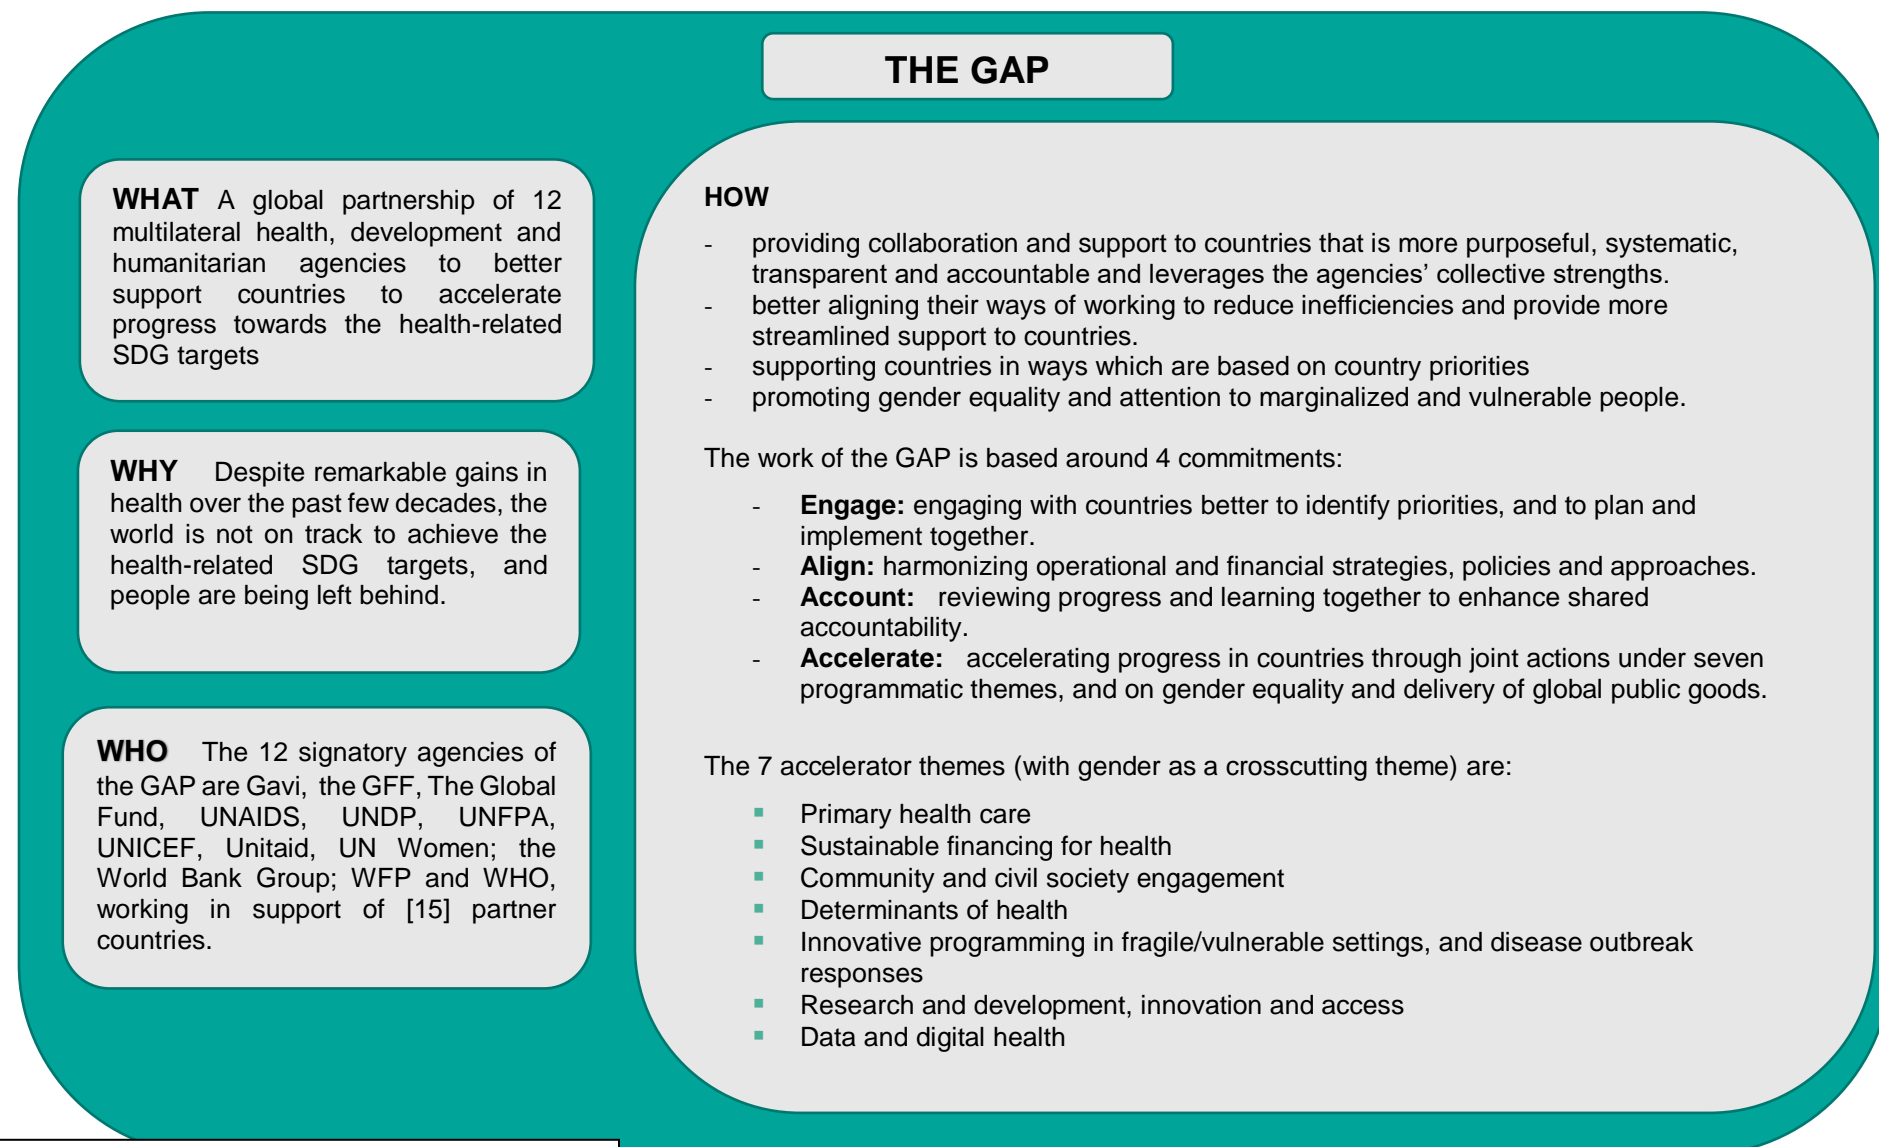 THE GAP
WHAT A global partnership of 12
multilateral health, development and
humanitarian agencies to better
support countries to accelerate
progress towards the health-related
SDG targets
WHY Despite remarkable gains in
health over the past few decades, the
world is not on track to achieve the
health-related SDG targets, and
people are being left behind.
WHO The 12 signatory agencies of
the GAP are Gavi, the GFF, The Global
Fund, UNAIDS, UNDP, UNFPA,
UNICEF, Unitaid, UN Women; the
World Bank Group; WFP and WHO,
working in support of [15] partner
countries.
HOW
- providing collaboration and support to countries that is more purposeful, systematic,
transparent and accountable and leverages the agencies’ collective strengths.
- better aligning their ways of working to reduce inefficiencies and provide more
streamlined support to countries.
- supporting countries in ways which are based on country priorities
- promoting gender equality and attention to marginalized and vulnerable people.
The work of the GAP is based around 4 commitments:
- Engage: engaging with countries better to identify priorities, and to plan and
implement together.
- Align: harmonizing operational and financial strategies, policies and approaches.
- Account: reviewing progress and learning together to enhance shared
accountability.
- Accelerate: accelerating progress in countries through joint actions under seven
programmatic themes, and on gender equality and delivery of global public goods.
The 7 accelerator themes (with gender as a crosscutting theme) are:
▪ Primary health care
▪ Sustainable financing for health
▪ Community and civil society engagement
▪ Determinants of health
▪ Innovative programming in fragile/vulnerable settings, and disease outbreak
responses
▪ Research and development, innovation and access
▪ Data and digital health